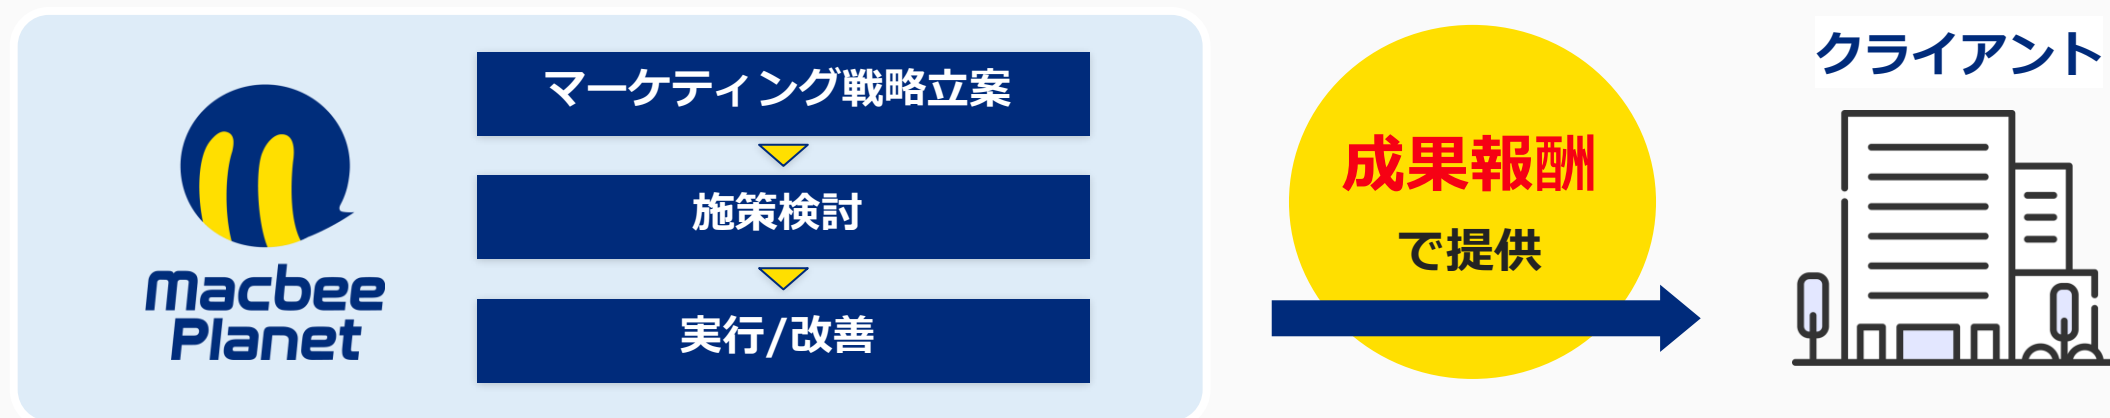 macbee
Planet
マーケティング戦略立案
施策検討
実行/改善
成果報酬
で提供
クライアント